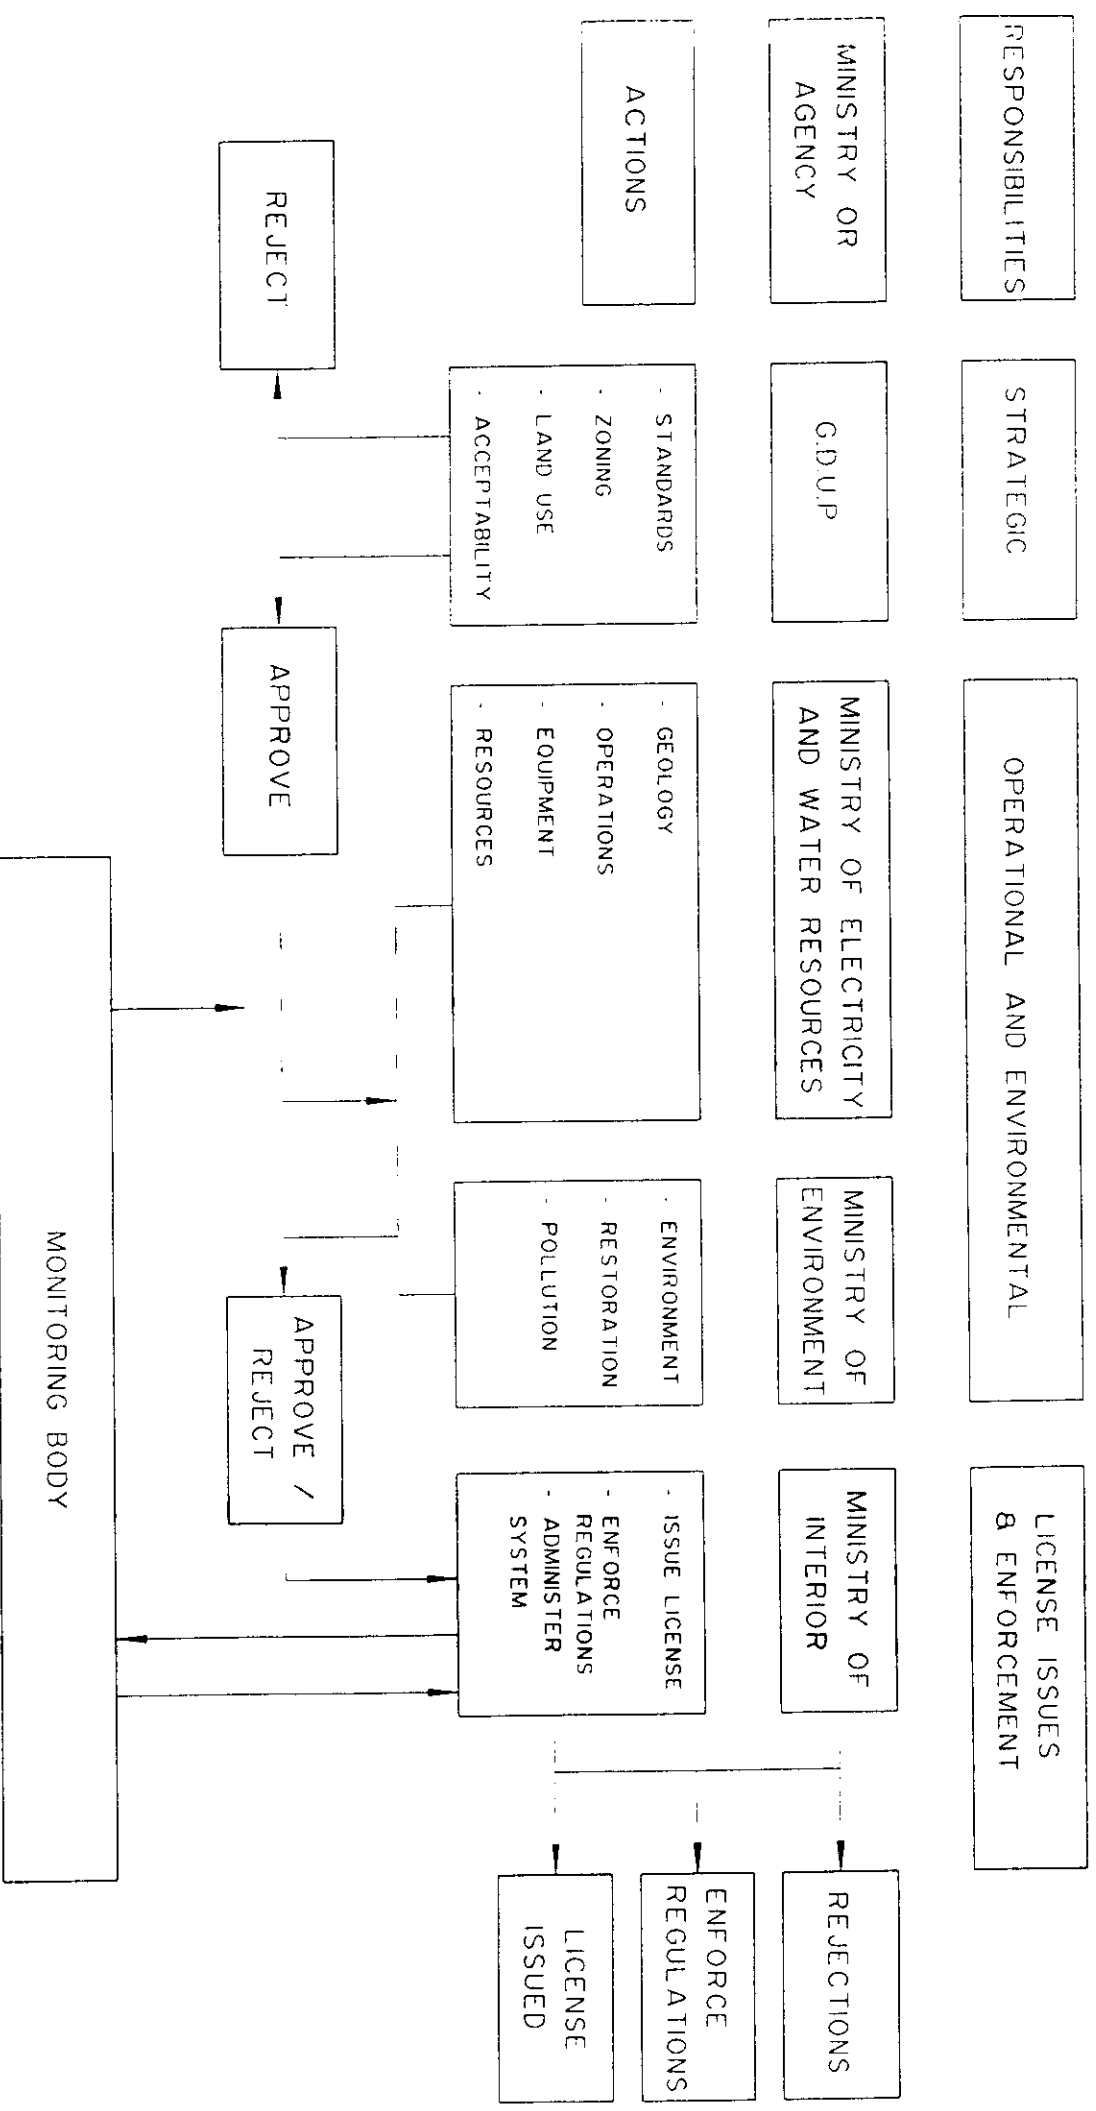 RESPONSIBILITIES
STRATEGIC
OPERATIONAL AND ENVIRONMENTAL
LICENSE ISSUES
& ENFORCEMENT
MINISTRY OR
AGENCY
G.D.U.P
MINISTRY OF ELECTRICITY
AND WATER RESOURCES
MINISTRY OF
ENVIRONMENT
MINISTRY OF
INTERIOR
ACTIONS
- STANDARDS
- ZONING
- LAND USE
- ACCEPTABILITY
- GEOLOGY
- OPERATIONS
- EQUIPMENT
- RESOURCES
- ENVIRONMENT
- RESTORATION
- POLLUTION
- ISSUE LICENSE
- ENFORCE
REGULATIONS
- ADMINISTER
SYSTEM
REJECTIONS
ENFORCE
REGULATIONS
LICENSE
ISSUED
REJECT
APPROVE
APPROVE /
REJECT
MONITORING BODY